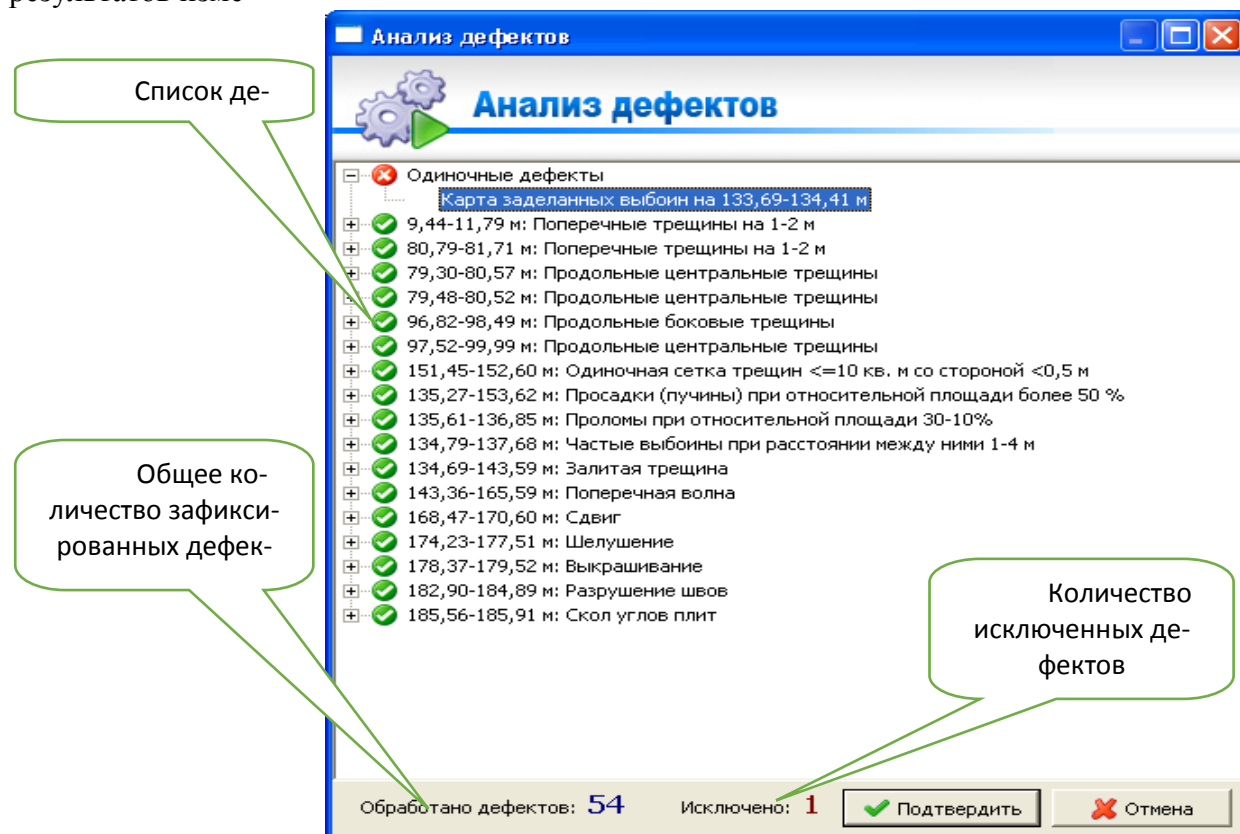 результатов изме-
Анализ дефектов
Список де-
Анализ дефектов
Одиночные дефекты
Карта заделанных выбоин на 133,69-134,41 м
9,44-11,79 м: Поперечные трещины на 1-2 м
80,79-81,71 м: Поперечные трещины на 1-2 м
79,30-80,57 м: Продольные центральные трещины
79,48-80,52 м: Продольные центральные трещины
96,82-98,49 м: Продольные боковые трещины
97,52-99,99 м: Продольные центральные трещины
151,45-152,60 м: Одиночная сетка трещин <=10 кв. м со стороной <0,5 м
135,27-153,62 м: Просадки (пучины) при относительной площади более 50 %
135,61-136,85 м: Проломы при относительной площади 30-10%
134,79-137,68 м: Частые выбоины при расстоянии между ними 1-4 м
134,69-143,59 м: Залитая трещина
143,36-165,59 м: Поперечная волна
168,47-170,60 м: Сдвиг
174,23-177,51 м: Шелушение
178,37-179,52 м: Выкрашивание
182,90-184,89 м: Разрушение швов
185,56-185,91 м: Скол углов плит
Общее ко-
личество зафикси-
рованных дефек-
Количество
исключенных де-
фектов
Обработано дефектов: 54 Исключено: 1 Подтвердить Отмена